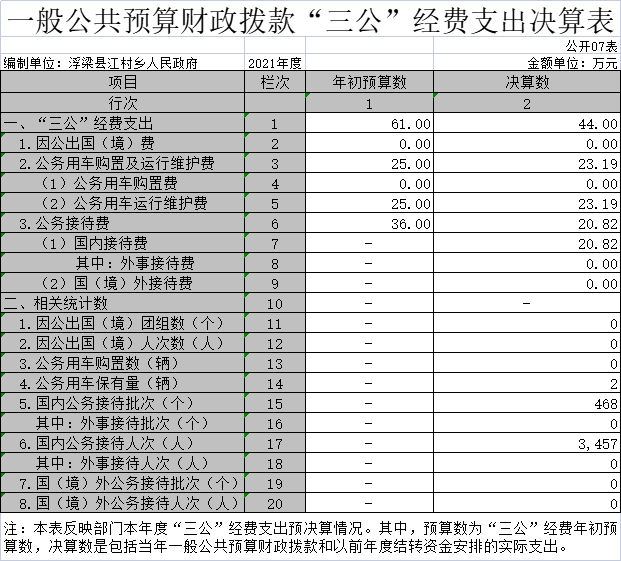 一般公共预算财政拨款“三公”经费支出决算表
公开07表
编制单位：浮梁县江村乡人民政府 2021年度 金额单位：万元
项目 栏次 年初预算数 决算数
行次 1 2
一、“三公”经费支出 1 61.00 44.00
1.因公出国（境）费 2 0.00 0.00
2.公务用车购置及运行维护费 3 25.00 23.19
（1）公务用车购置费 4 0.00 0.00
（2）公务用车运行维护费 5 25.00 23.19
3.公务接待费 6 36.00 20.82
（1）国内接待费 7 － 20.82
其中：外事接待费 8 － 0.00
（2）国（境）外接待费 9 － 0.00
二、相关统计数 10 － －
1.因公出国（境）团组数（个） 11 － 0
2.因公出国（境）人次数（人） 12 － 0
3.公务用车购置数（辆） 13 － 0
4.公务用车保有量（辆） 14 － 2
5.国内公务接待批次（个） 15 － 468
其中：外事接待批次（个） 16 － 0
6.国内公务接待人次（人） 17 － 3,457
其中：外事接待人次（人） 18 － 0
7.国（境）外公务接待批次（个） 19 － 0
8.国（境）外公务接待人次（人） 20 － 0
注：本表反映部门本年度“三公”经费支出预决算情况。其中，预算数为“三公”经费年初预
算数，决算数是包括当年一般公共预算财政拨款和以前年度结转资金安排的实际支出。